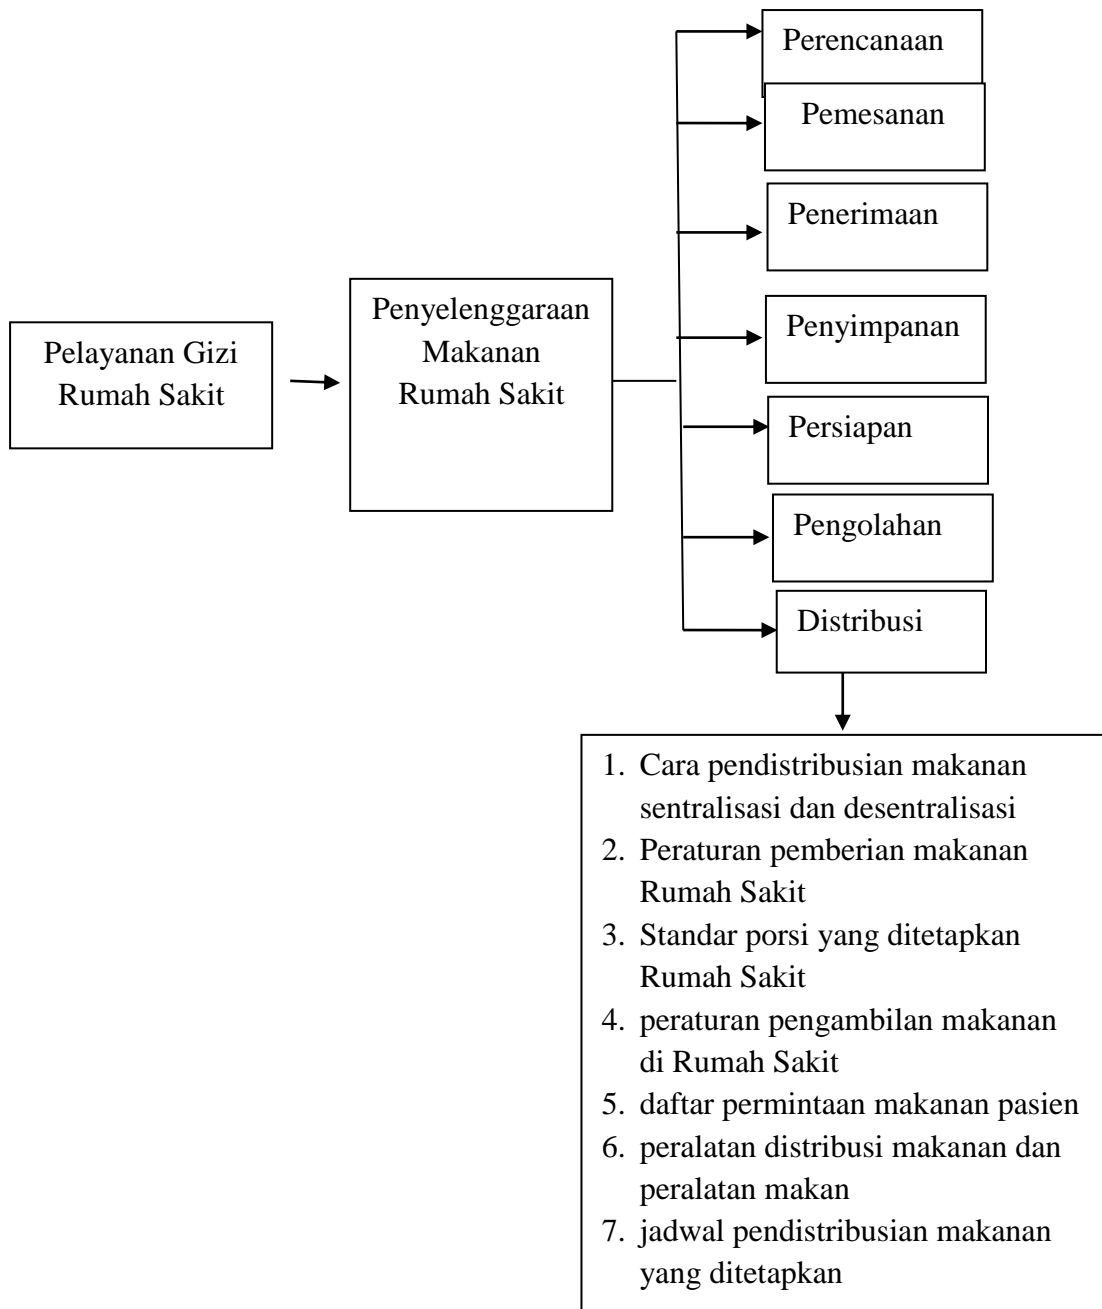 Pelayanan Gizi
Rumah Sakit
Penyelenggaraan
Makanan
Rumah Sakit
Perencanaan
Pemesanan
Penerimaan
Penyimpanan
Persiapan
Pengolahan
Distribusi
1. Cara pendistribusian makanan
sentralisasi dan desentralisasi
2. Peraturan pemberian makanan
Rumah Sakit
3. Standar porsi yang ditetapkan
Rumah Sakit
4. peraturan pengambilan makanan
di Rumah Sakit
5. daftar permintaan makanan pasien
6. peralatan distribusi makanan dan
peralatan makan
7. jadwal pendistribusian makanan
yang ditetapkan